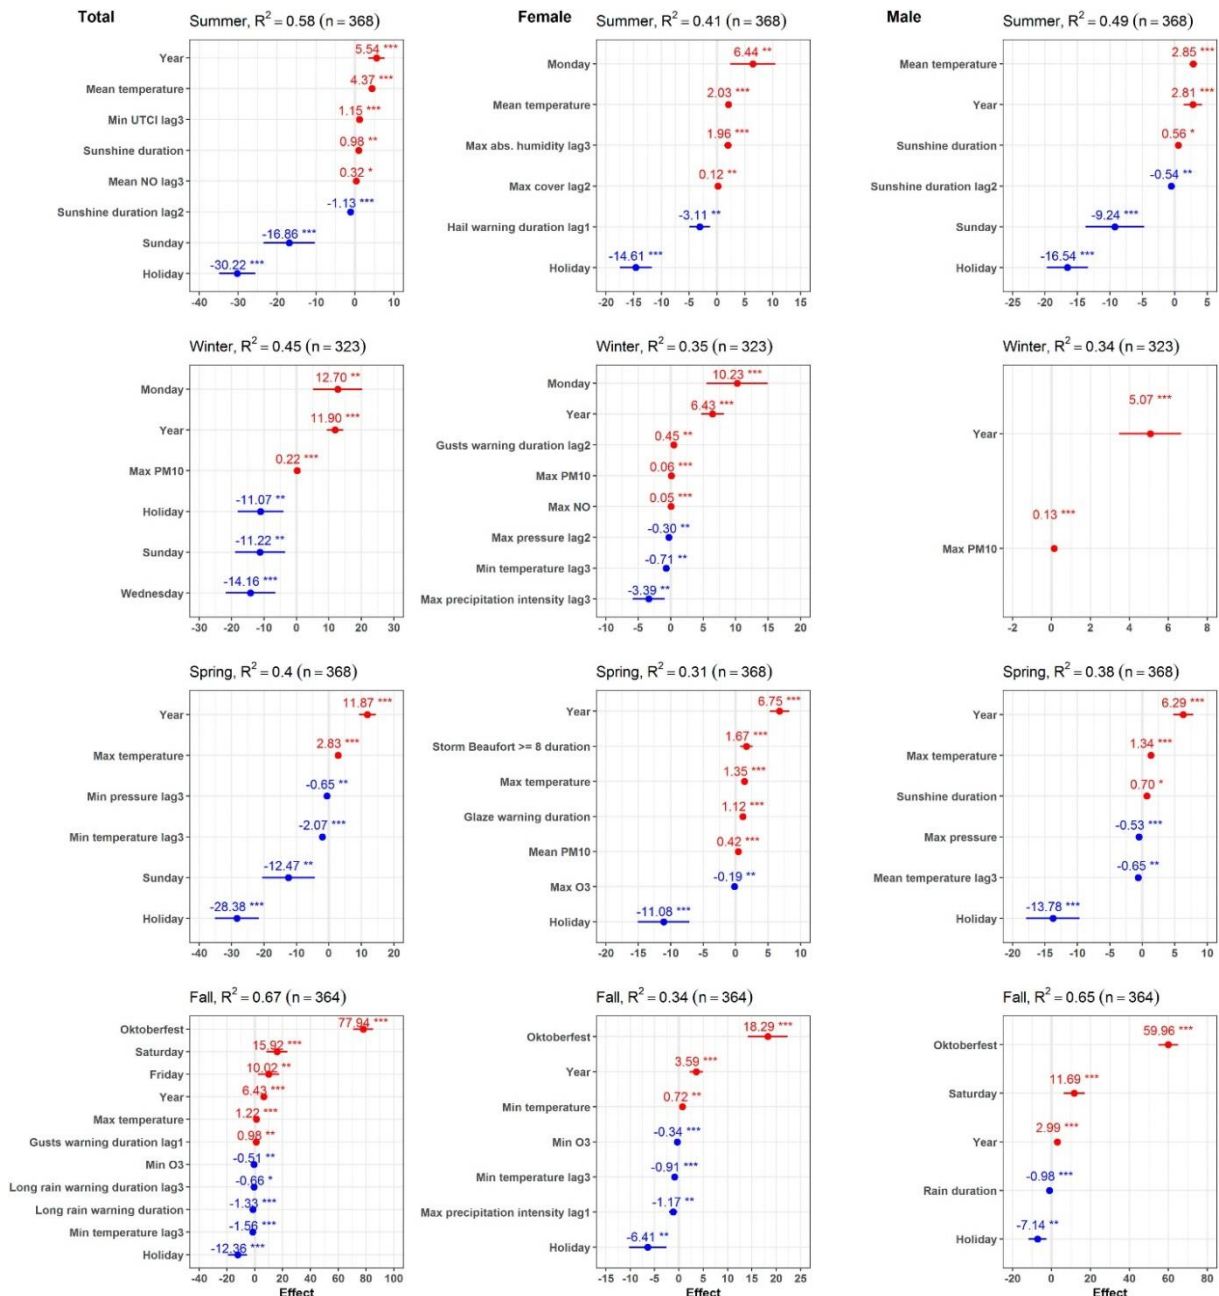 Total
Female
Male
Summer, R² = 0.58 (n = 368)
Year 5.54 ***
Mean temperature 4.37 ***
Min UTCI lag3 1.15 ***
Sunshine duration 0.98 **
Mean NO lag3 0.32 *
Sunshine duration lag2 -1.13 ***
Sunday -16.86 ***
Holiday -30.22 ***
-40 -30 -20 -10 0 10
Summer, R² = 0.41 (n = 368)
Monday 6.44 **
Mean temperature 2.03 ***
Max abs. humidity lag3 1.96 ***
Max cover lag2 0.12 **
Hail warning duration lag1 -3.11 **
Holiday -14.61 ***
-20 -15 -10 -5 0 5 10 15
Summer, R² = 0.49 (n = 368)
Mean temperature 2.85 ***
Year 2.81 ***
Sunshine duration 0.56 *
Sunshine duration lag2 -0.54 **
Sunday -9.24 ***
Holiday -16.54 ***
-25 -20 -15 -10 -5 0 5
Winter, R² = 0.45 (n = 323)
Monday 12.70 **
Year 11.90 ***
Max PM10 0.22 ***
Holiday -11.07 **
Sunday -11.22 **
Wednesday -14.16 ***
-30 -20 -10 0 10 20 30
Winter, R² = 0.35 (n = 323)
Monday 10.23 ***
Year 6.43 ***
Gusts warning duration lag2 0.45 **
Max PM10 0.06 ***
Max NO 0.05 ***
Max pressure lag2 -0.30 **
Min temperature lag3 -0.71 **
Max precipitation intensity lag3 -3.39 **
-10 -5 0 5 10 15 20
Winter, R² = 0.34 (n = 323)
Year 5.07 ***
Max PM10 0.13 ***
-2 0 2 4 6 8
Spring, R² = 0.4 (n = 368)
Year 11.87 ***
Max temperature 2.83 ***
Min pressure lag3 -0.65 **
Min temperature lag3 -2.07 ***
Sunday -12.47 **
Holiday -28.38 ***
-40 -30 -20 -10 0 10 20
Spring, R² = 0.31 (n = 368)
Year 6.75 ***
Storm Beaufort >= 8 duration 1.67 ***
Max temperature 1.35 ***
Glaze warning duration 1.12 ***
Mean PM10 0.42 ***
Max O3 -0.19 **
Holiday -11.08 ***
-20 -15 -10 -5 0 5 10
Spring, R² = 0.38 (n = 368)
Year 6.29 ***
Max temperature 1.34 ***
Sunshine duration 0.70 *
Max pressure -0.53 ***
Mean temperature lag3 -0.65 **
Holiday -13.78 ***
-20 -15 -10 -5 0 5 10
Fall, R² = 0.67 (n = 364)
Oktoberfest 77.94 ***
Saturday 15.92 ***
Friday 10.02 **
Year 6.43 ***
Max temperature 1.22 ***
Gusts warning duration lag1 0.98 **
Min O3 -0.51 **
Long rain warning duration lag3 -0.66 *
Long rain warning duration -1.33 ***
Min temperature lag3 -1.56 ***
Holiday -12.36 ***
-40 -20 0 20 40 60 80 100
Effect
Fall, R² = 0.34 (n = 364)
Oktoberfest 18.29 ***
Year 3.59 ***
Min temperature 0.72 **
Min O3 -0.34 ***
Min temperature lag3 -0.91 ***
Max precipitation intensity lag1 -1.17 **
Holiday -6.41 **
-15 -10 -5 0 5 10 15 20 25
Effect
Fall, R² = 0.65 (n = 364)
Oktoberfest 59.96 ***
Saturday 11.69 ***
Year 2.99 ***
Rain duration -0.98 ***
Holiday -7.14 **
-20 0 20 40 60 80
Effect